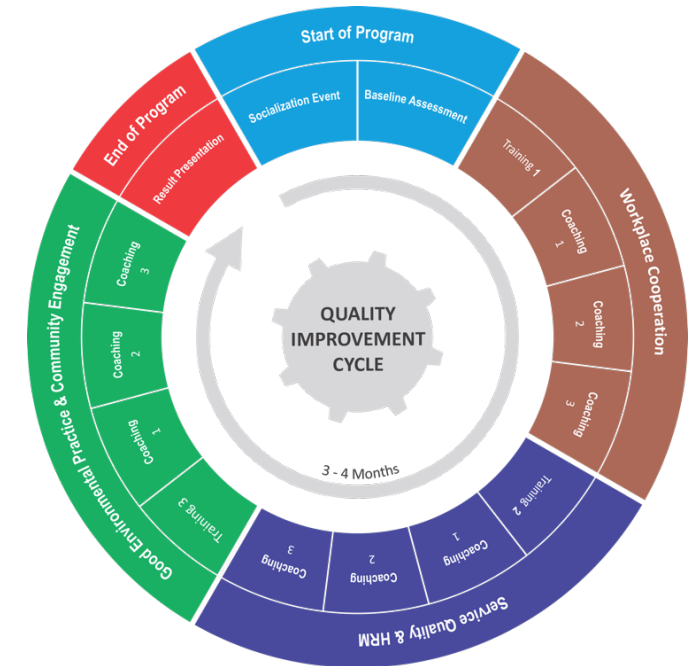 Start of Program
Socialization Event
Baseline Assessment
Workplace Cooperation
Training 1
Coaching
1
Coaching
2
Coaching
3
Service Quality & HRM
Training 2
Coaching
1
Coaching
2
Coaching
3
Good Environmental Practice & Community Engagement
Training 3
Coaching
1
Coaching
2
Coaching
3
End of Program
Result Presentation
QUALITY
IMPROVEMENT
CYCLE
3 - 4 Months